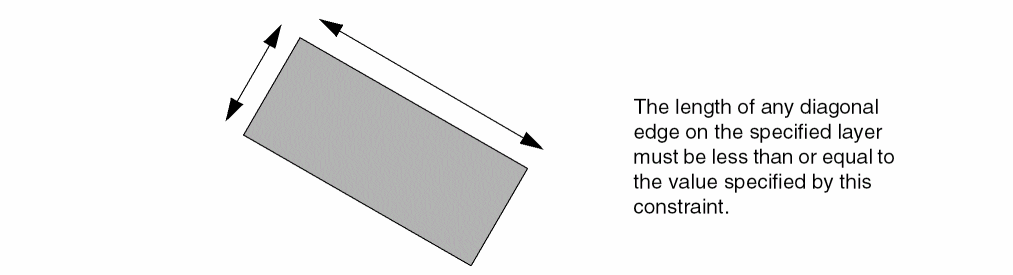 The length of any diagonal
edge on the specified layer
must be less than or equal to
the value specified by this
constraint.